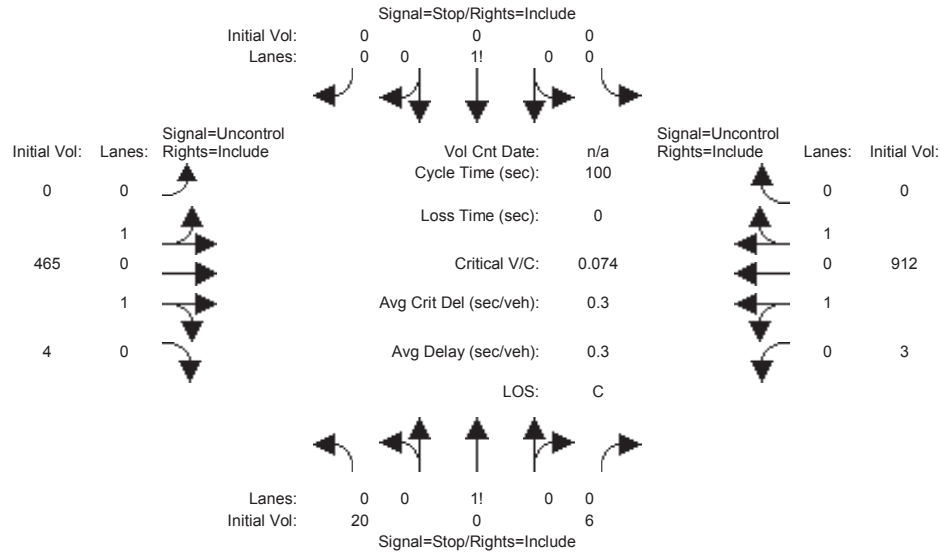 Signal=Stop/Rights=Include
Initial Vol: 0 0 0
Lanes: 0 0 1! 0 0
Signal=Uncontrol
Initial Vol: Lanes: Rights=Include
Vol Cnt Date: n/a
Signal=Uncontrol
Rights=Include Lanes: Initial Vol:
Cycle Time (sec): 100
0 0
0 0
Loss Time (sec): 0
1
1
465 0
Critical V/C: 0.074
0 912
1
Avg Crit Del (sec/veh): 0.3
1
4 0
Avg Delay (sec/veh): 0.3
0 3
LOS: C
Lanes: 0 0 1! 0 0
Initial Vol: 20 0 6
Signal=Stop/Rights=Include